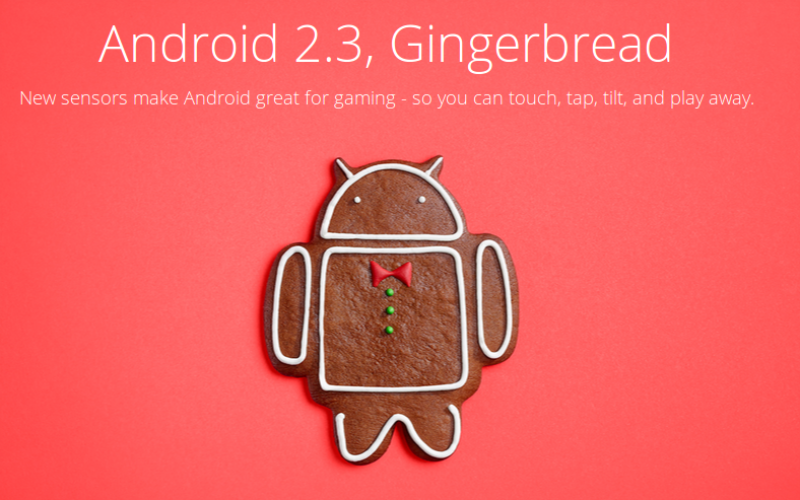 Android 2.3, Gingerbread
New sensors make Android great for gaming - so you can touch, tap, tilt, and play away.